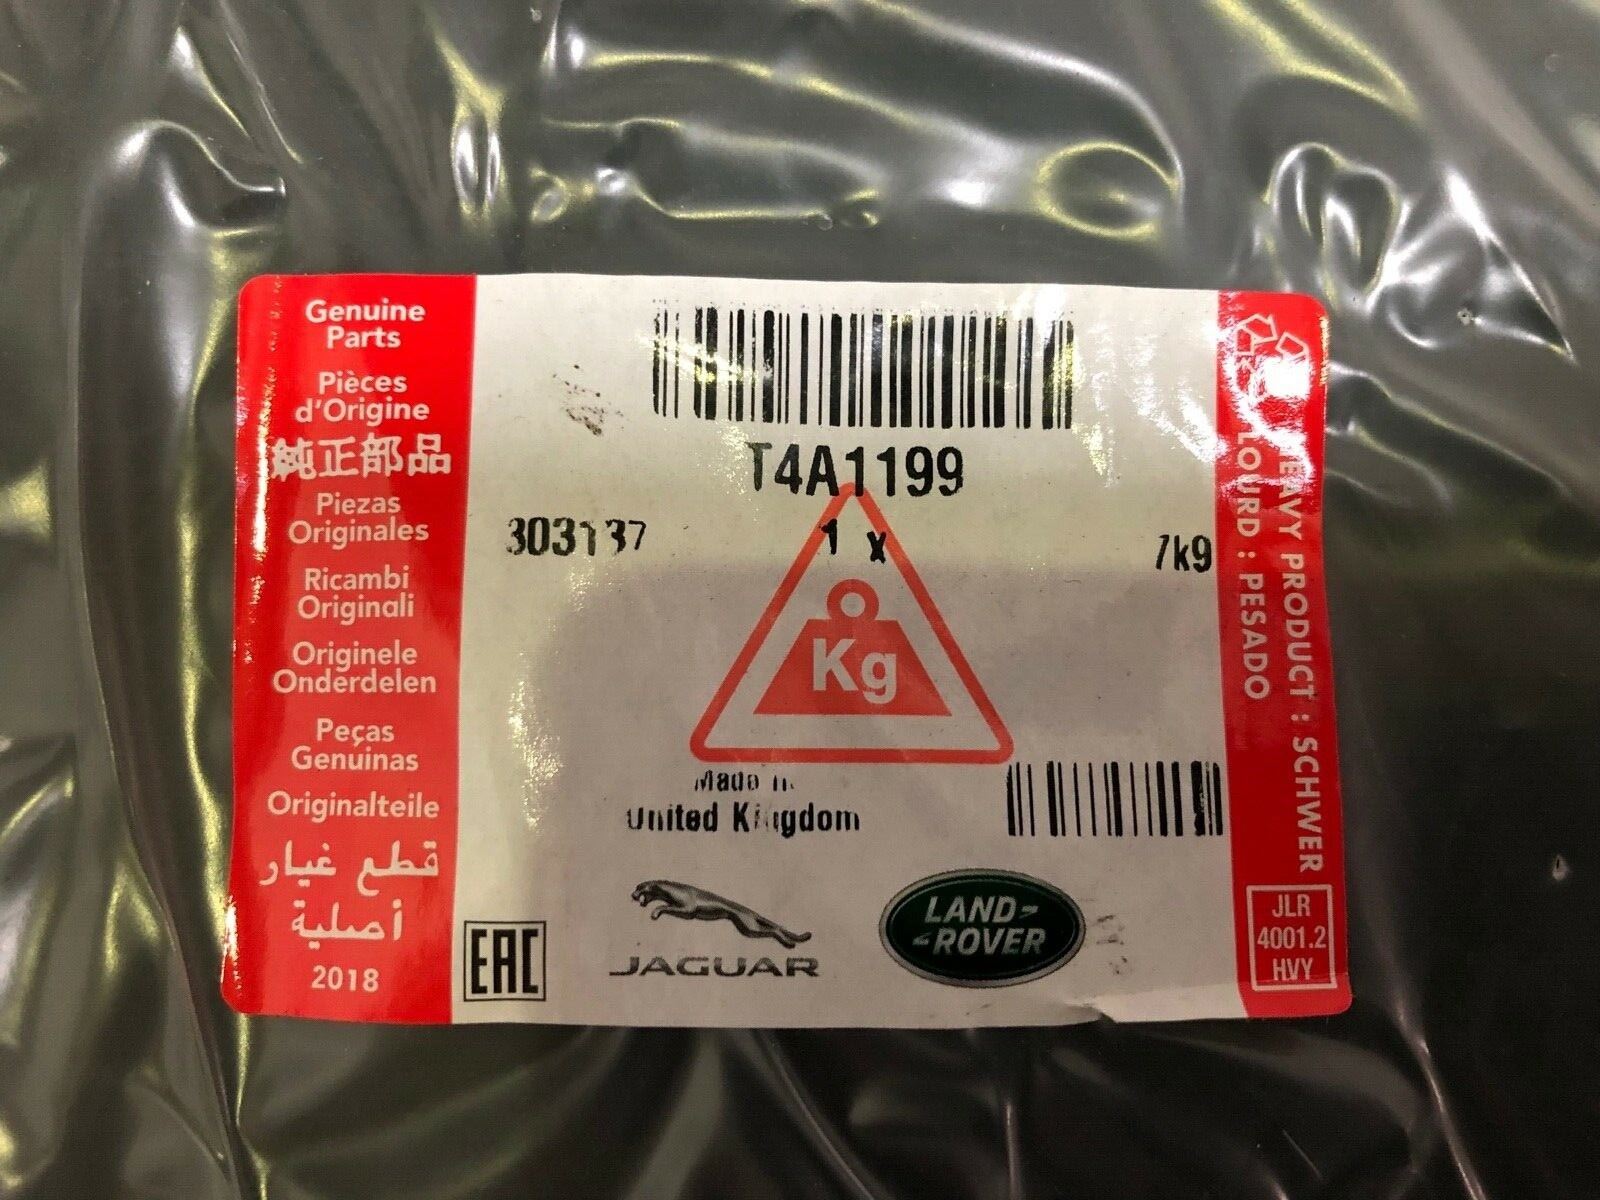 Genuine
Parts
Pièces
d'Origine
純正部品
Piezas
Originales
Ricambi
Originali
Originele
Onderdelen
Peças
Genuinas
Originalteile
قطع غيار
أصلية
2018
T4A1199
303137
1 x
7k9
Kg
Made in
United Kingdom
EAC
JAGUAR
LAND-
-ROVER
HEAVY PRODUCT : SCHWER
LOURD : PESADO
JLR
4001.2
HVY